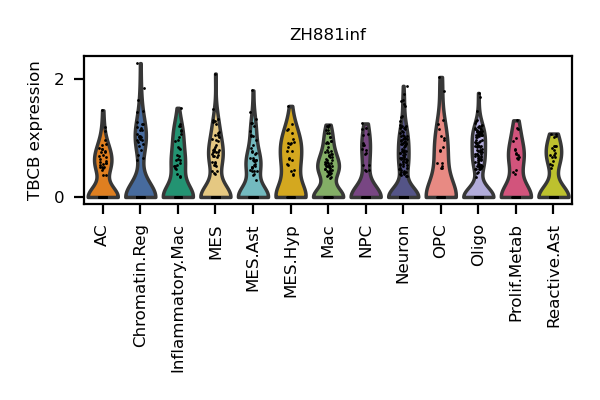 ZH881inf
TBCB expression
2
0
AC
Chromatin.Reg
Inflammatory.Mac
MES
MES.Ast
MES.Hyp
Mac
NPC
Neuron
OPC
Oligo
Prolif.Metab
Reactive.Ast